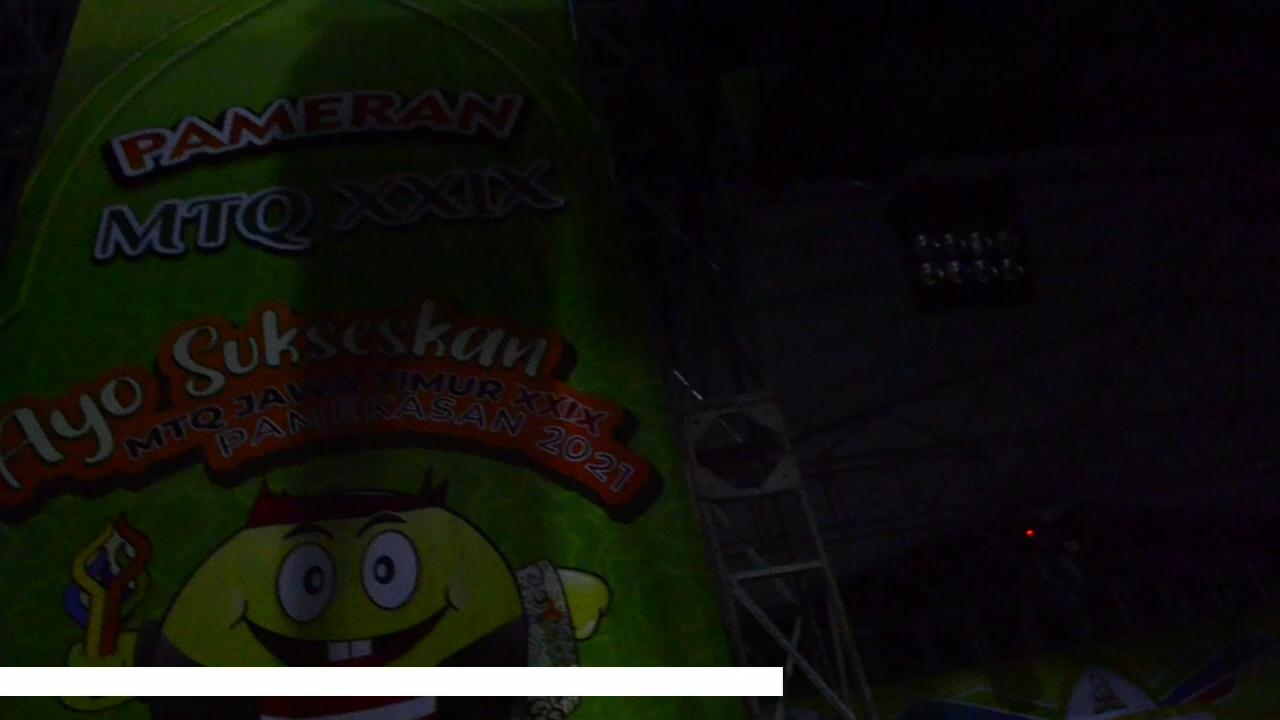 PAMERAN
MTQ XXIX
Ayo Sukseskan
MTQ JAWA TIMUR XXIX
PAMEKASAN 2021